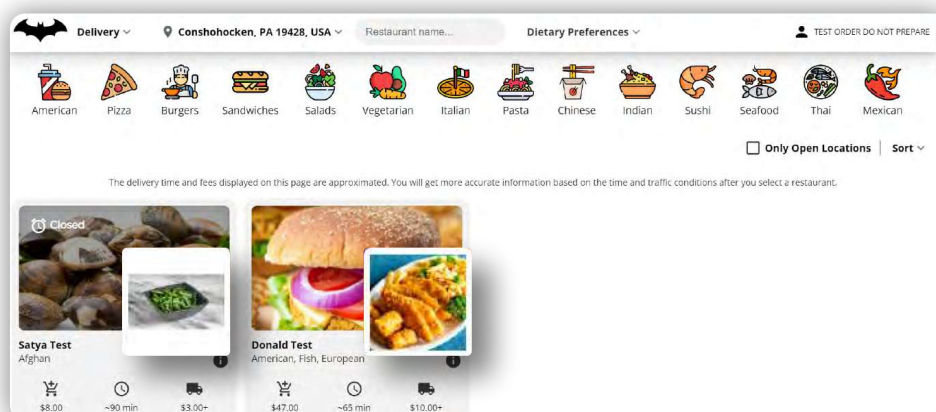 Delivery Conshohocken, PA 19428, USA Restaurant name... Dietary Preferences TEST ORDER DO NOT PREPARE
American Pizza Burgers Sandwiches Salads Vegetarian Italian Pasta Chinese Indian Sushi Seafood Thai Mexican
Only Open Locations | Sort
The delivery time and fees displayed on this page are approximated. You will get more accurate information based on the time and traffic conditions after you select a restaurant.
Closed
Satya Test
Afghan
$8.00 ~90 min $3.00+
Donald Test
American, Fish, European
$47.00 ~65 min $10.00+